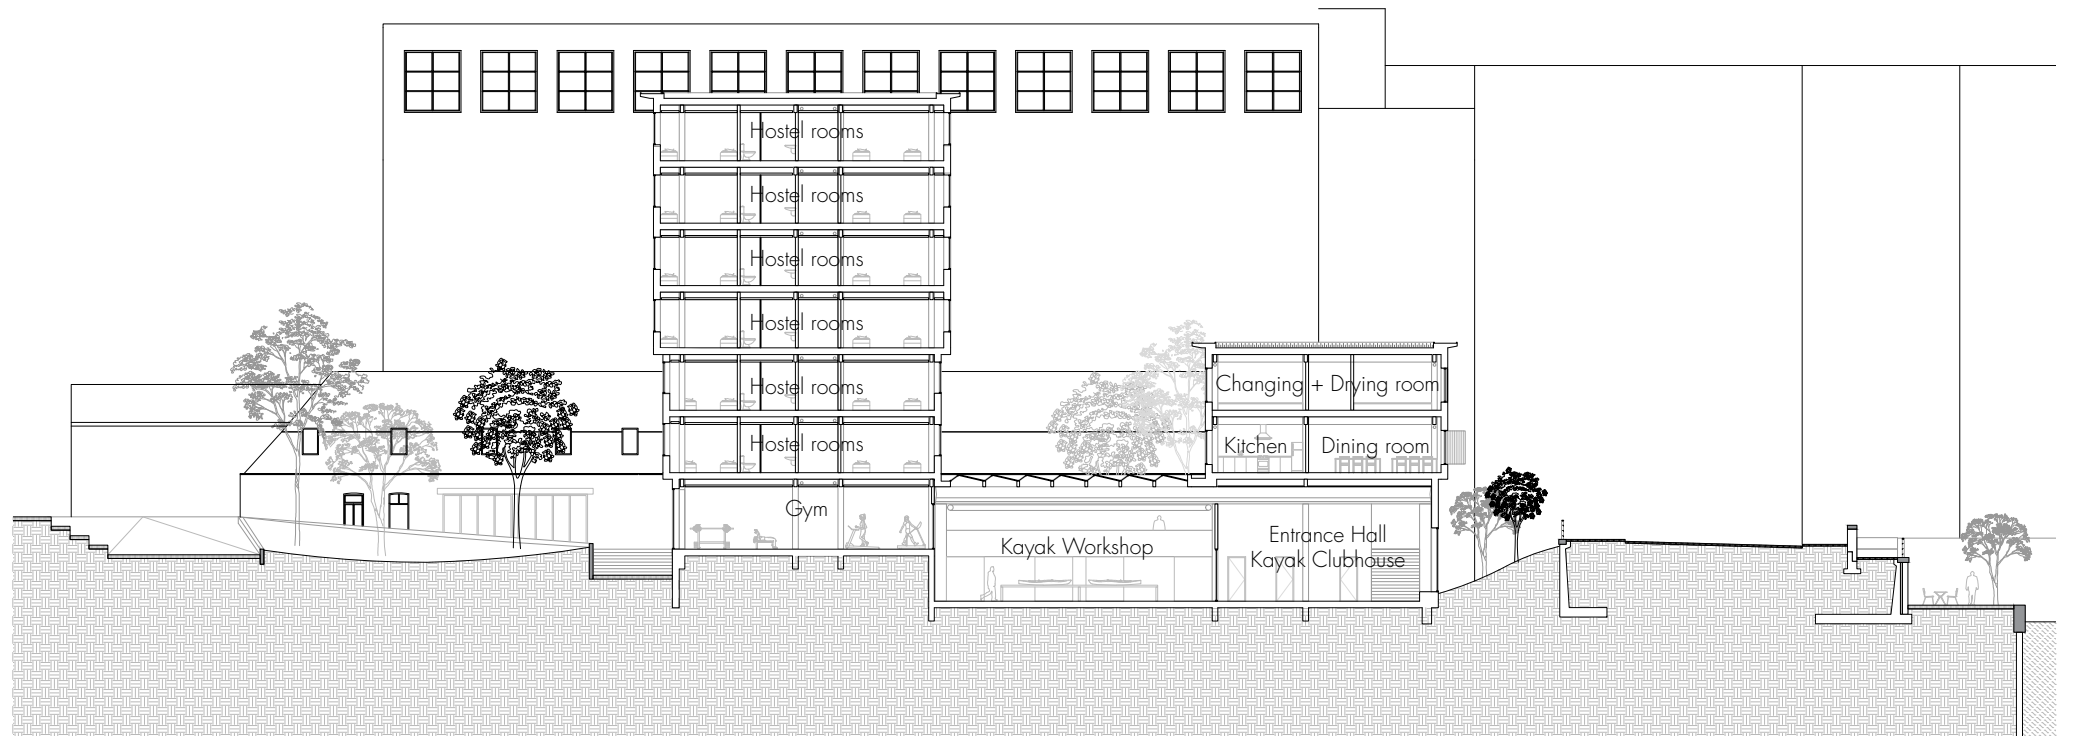 Hostel rooms
Hostel rooms
Hostel rooms
Hostel rooms
Hostel rooms
Hostel rooms
Gym
Changing + Drying room
Kitchen
Dining room
Kayak Workshop
Entrance Hall
Kayak Clubhouse